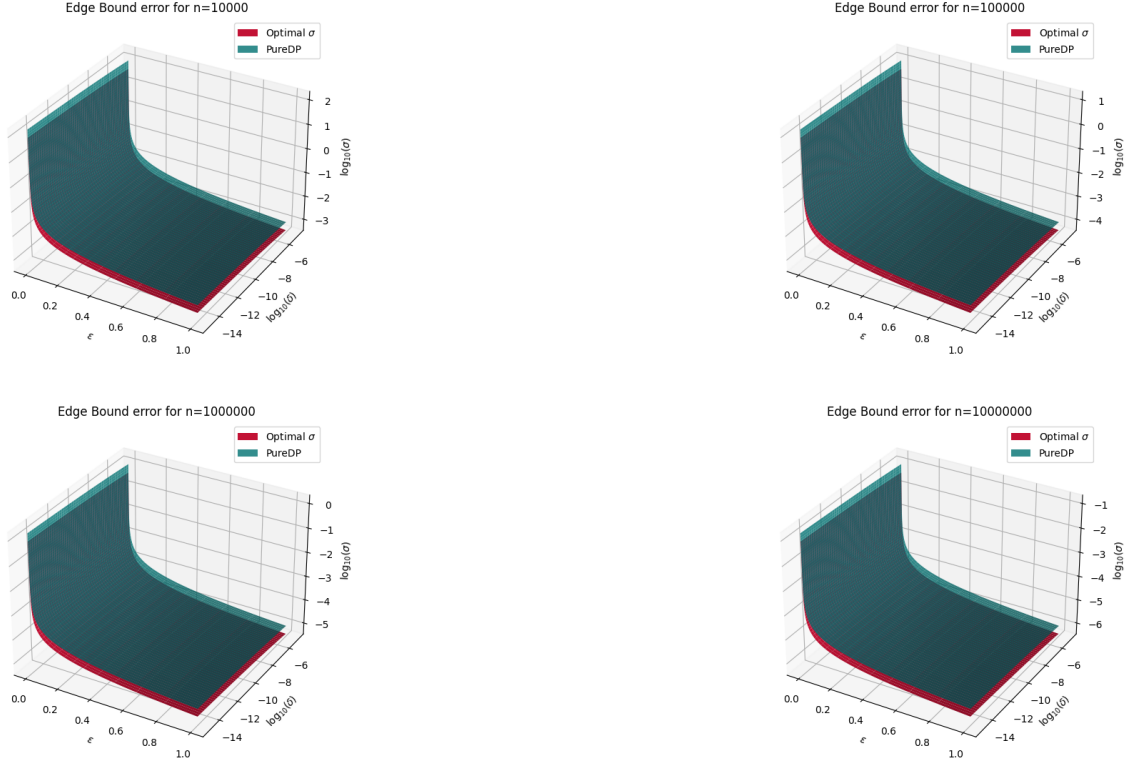 Edge Bound error for n=10000
Optimal σ
PureDP
2
1
0
−1
−2
−3
log₁₀(σ)
−6
−8
−10
−12
−14
log₁₀(δ)
0.0
0.2
0.4
0.6
0.8
1.0
ε
Edge Bound error for n=100000
Optimal σ
PureDP
1
0
−1
−2
−3
−4
log₁₀(σ)
−6
−8
−10
−12
−14
log₁₀(δ)
0.0
0.2
0.4
0.6
0.8
1.0
ε
Edge Bound error for n=1000000
Optimal σ
PureDP
0
−1
−2
−3
−4
−5
log₁₀(σ)
−6
−8
−10
−12
−14
log₁₀(δ)
0.0
0.2
0.4
0.6
0.8
1.0
ε
Edge Bound error for n=10000000
Optimal σ
PureDP
−1
−2
−3
−4
−5
−6
log₁₀(σ)
−6
−8
−10
−12
−14
log₁₀(δ)
0.0
0.2
0.4
0.6
0.8
1.0
ε